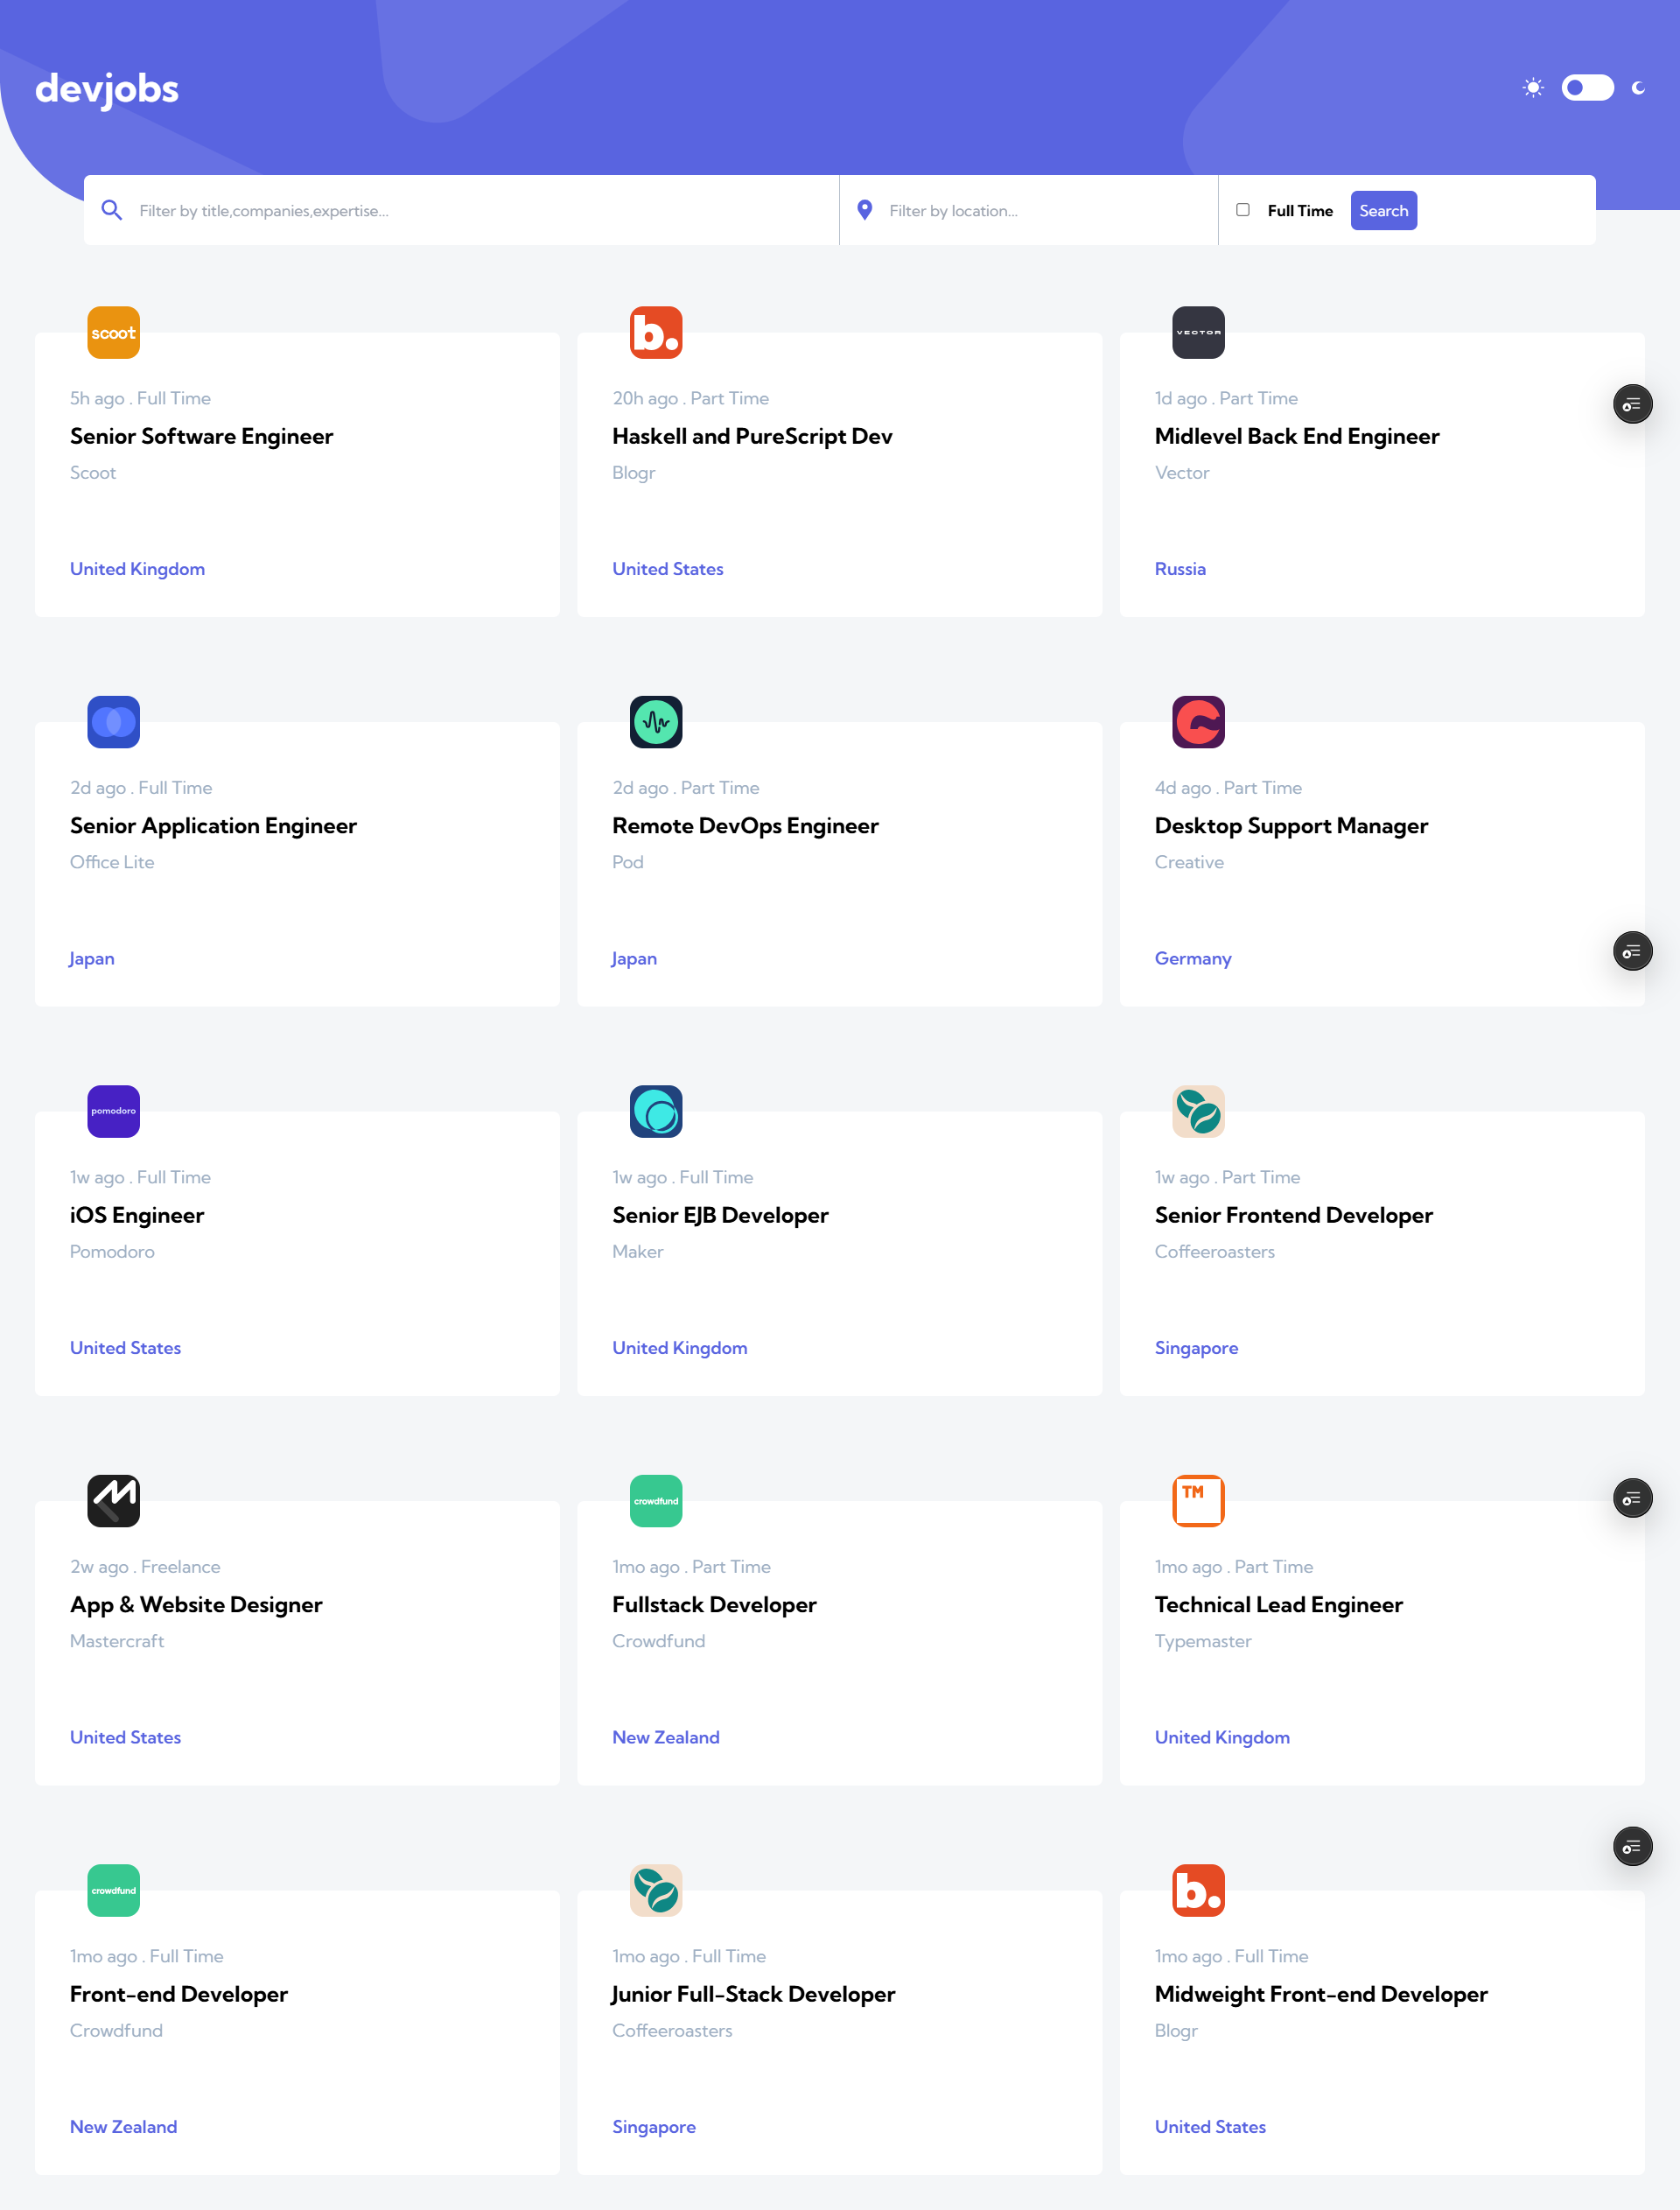 devjobs
Filter by title,companies,expertise...
Filter by location...
Full Time
Search
scoot
5h ago . Full Time
Senior Software Engineer
Scoot
United Kingdom
b.
20h ago . Part Time
Haskell and PureScript Dev
Blogr
United States
VECTOR
1d ago . Part Time
Midlevel Back End Engineer
Vector
Russia
2d ago . Full Time
Senior Application Engineer
Office Lite
Japan
2d ago . Part Time
Remote DevOps Engineer
Pod
Japan
4d ago . Part Time
Desktop Support Manager
Creative
Germany
pomodoro
1w ago . Full Time
iOS Engineer
Pomodoro
United States
1w ago . Full Time
Senior EJB Developer
Maker
United Kingdom
1w ago . Part Time
Senior Frontend Developer
Coffeeroasters
Singapore
2w ago . Freelance
App & Website Designer
Mastercraft
United States
crowdfund
1mo ago . Part Time
Fullstack Developer
Crowdfund
New Zealand
TM
1mo ago . Part Time
Technical Lead Engineer
Typemaster
United Kingdom
crowdfund
1mo ago . Full Time
Front-end Developer
Crowdfund
New Zealand
1mo ago . Full Time
Junior Full-Stack Developer
Coffeeroasters
Singapore
b.
1mo ago . Full Time
Midweight Front-end Developer
Blogr
United States